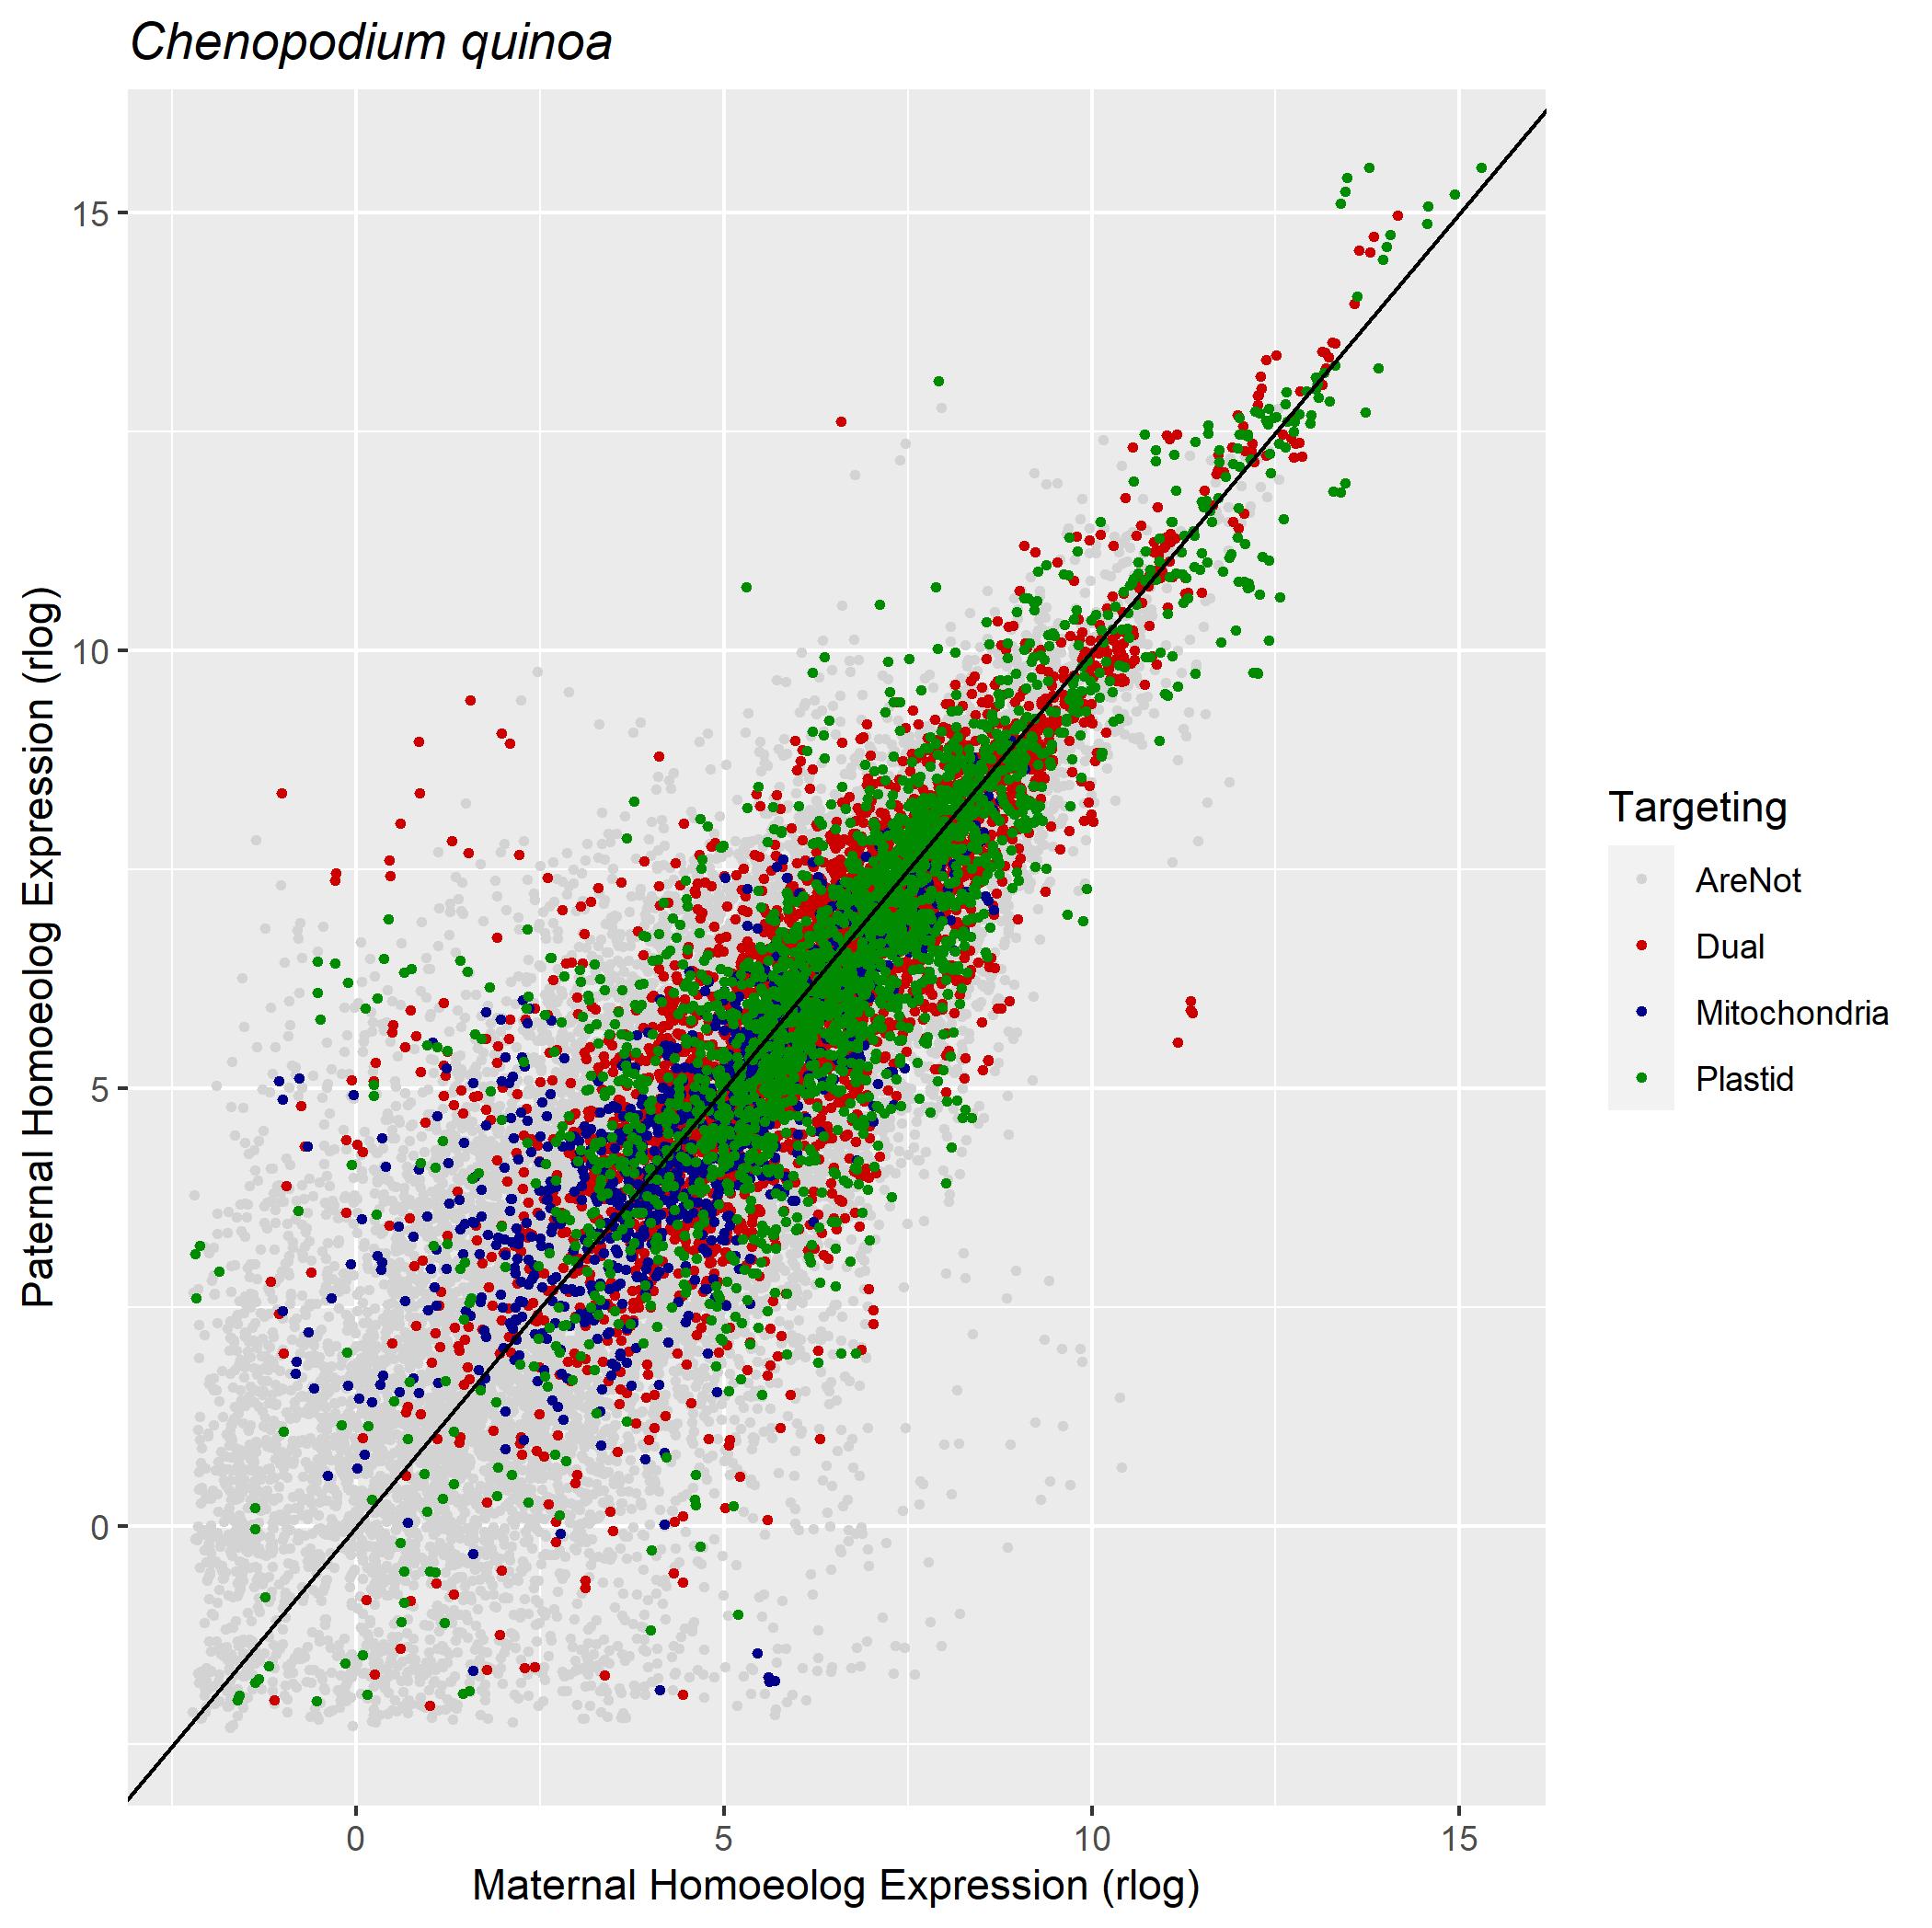 Chenopodium quinoa
Paternal Homoeolog Expression (rlog)
15
10
5
0
0
5
10
15
Maternal Homoeolog Expression (rlog)
Targeting
AreNot
Dual
Mitochondria
Plastid